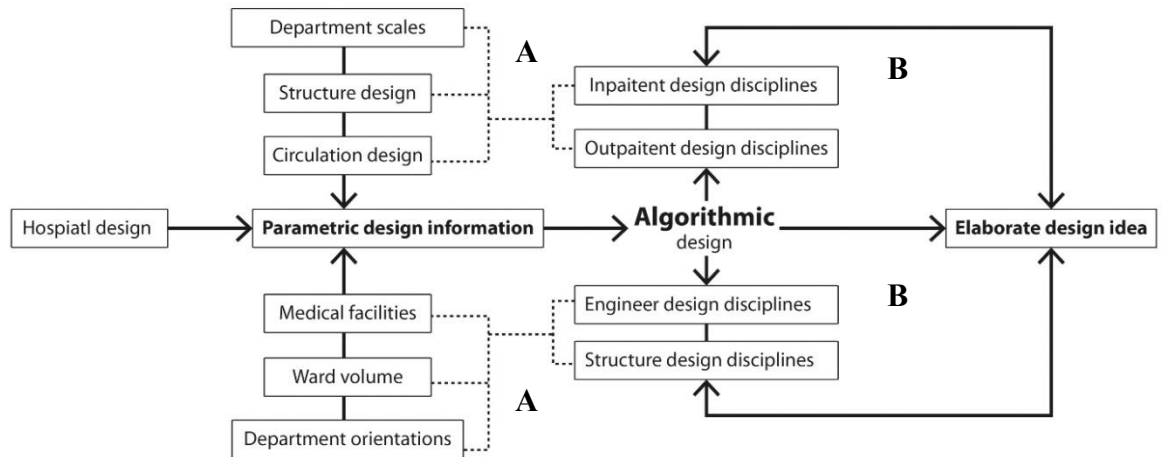 Department scales
A
B
Structure design
Inpaitent design disciplines
Circulation design
Outpaitent design disciplines
Hospiatl design
Parametric design information
Algorithmic
design
Elaborate design idea
Medical facilities
Engineer design disciplines
B
Ward volume
Structure design disciplines
A
Department orientations